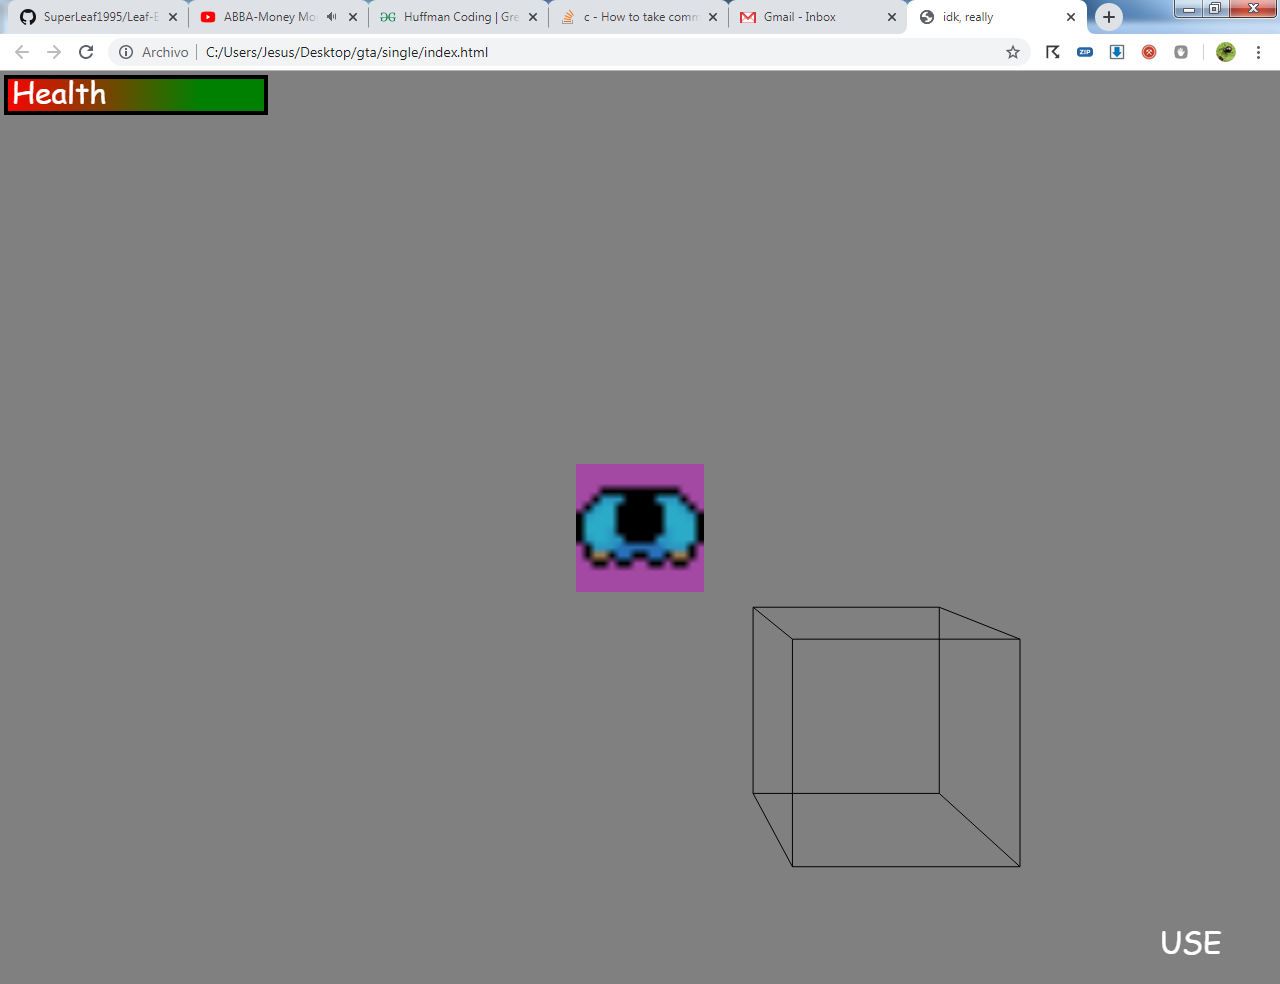 SuperLeaf1995/Leaf-E
ABBA-Money Mo
Huffman Coding | Gre
c - How to take comm
Gmail - Inbox
idk, really
Archivo
C:/Users/Jesus/Desktop/gta/single/index.html
ZIP
Health
USE